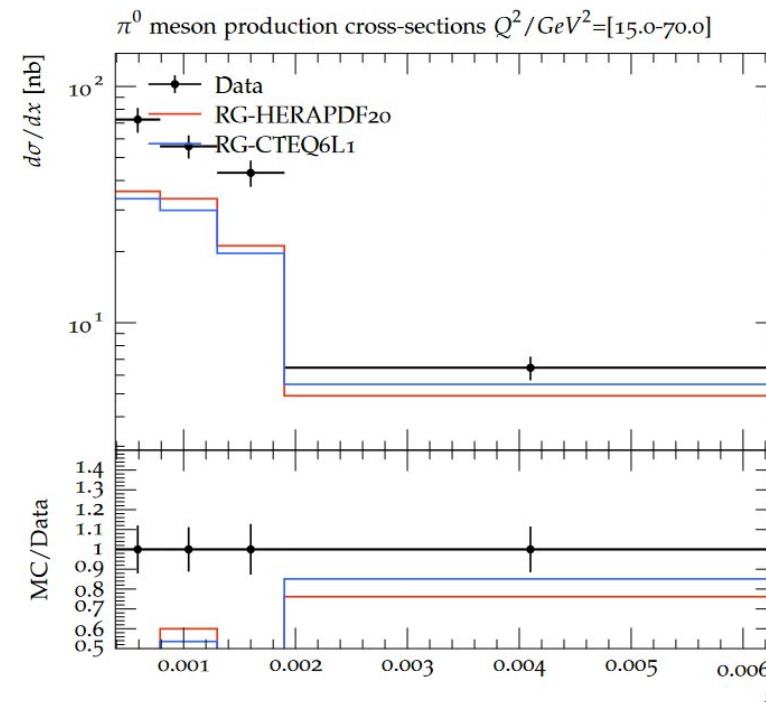 π⁰ meson production cross-sections Q²/GeV²=[15.0-70.0]
dσ/dx [nb]
10²
Data
RG-HERAPDF20
RG-CTEQ6L1
10¹
MC/Data
1.4
1.3
1.2
1.1
1
0.9
0.8
0.7
0.6
0.5
0.001 0.002 0.003 0.004 0.005 0.006